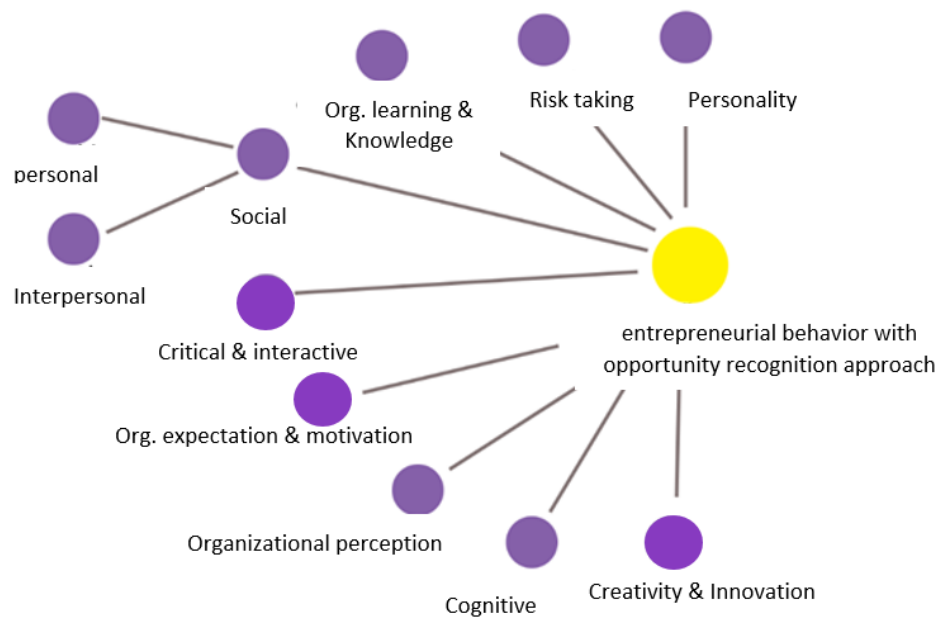 Org. learning &
Knowledge
Risk taking
Personality
personal
Social
Interpersonal
Critical & interactive
entrepreneurial behavior with
opportunity recognition approach
Org. expectation & motivation
Organizational perception
Cognitive
Creativity & Innovation